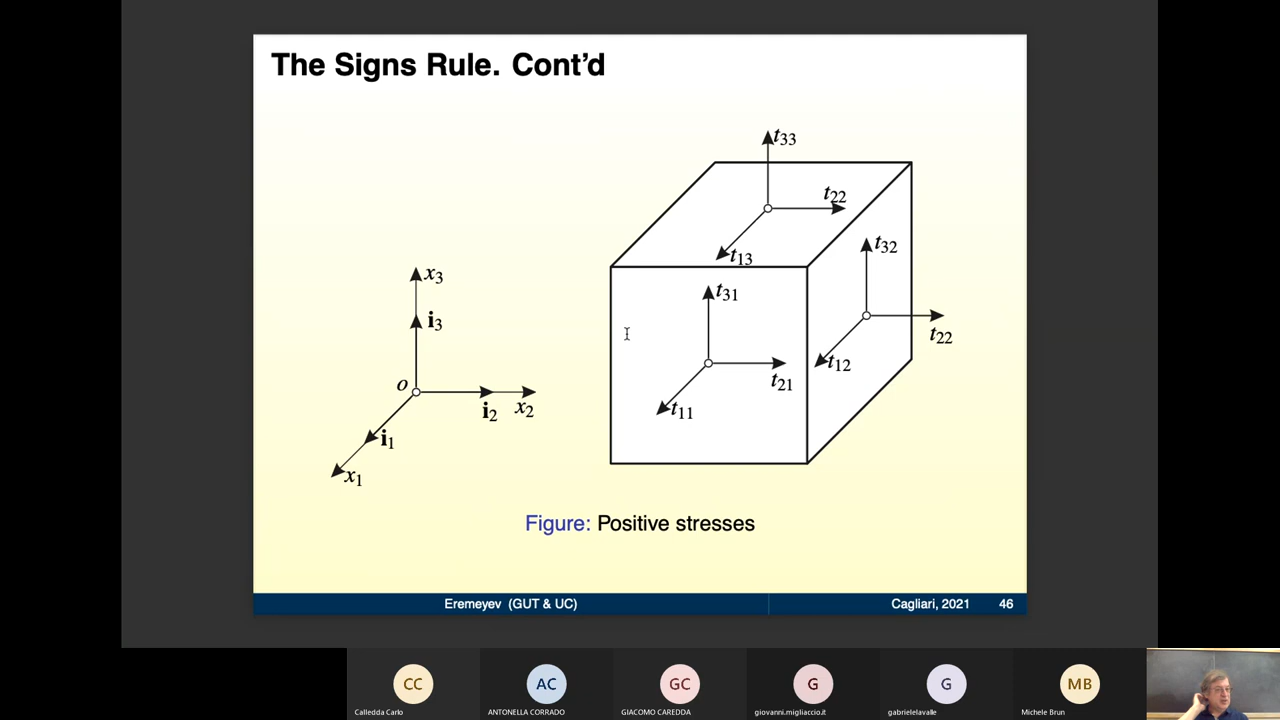 The Signs Rule. Cont'd
t33
t22
t13
t32
t31
t22
t12
t21
t11
x3
i3
o
i2
x2
i1
x1
Figure: Positive stresses
Eremeyev (GUT & UC)
Cagliari, 2021
46
CC
AC
GC
G
G
MB
Calledda Carlo
ANTONELLA CORRADO
GIACOMO CAREDDA
giovanni.migliaccio.it
gabrielelavalle
Michele Brun